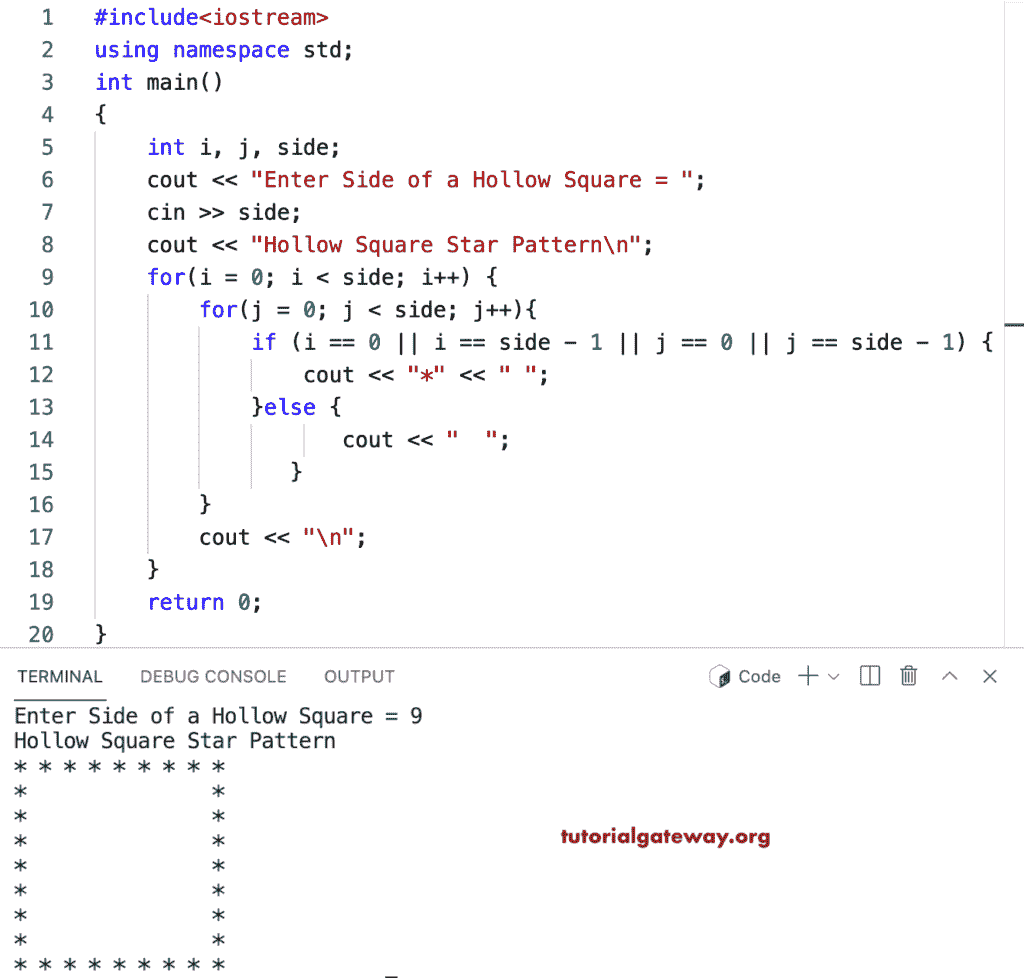 1 #include<iostream>
2 using namespace std;
3 int main()
4 {
5     int i, j, side;
6     cout << "Enter Side of a Hollow Square = ";
7     cin >> side;
8     cout << "Hollow Square Star Pattern\n";
9     for(i = 0; i < side; i++) {
10         for(j = 0; j < side; j++){
11             if (i == 0 || i == side - 1 || j == 0 || j == side - 1) {
12                 cout << "*" << " ";
13             }else {
14                    cout << "  ";
15                }
16         }
17         cout << "\n";
18     }
19     return 0;
20 }
TERMINAL DEBUG CONSOLE OUTPUT Code
Enter Side of a Hollow Square = 9
Hollow Square Star Pattern
* * * * * * * * *
*               *
*               *
*               *
*               *
*               *
*               *
*               *
* * * * * * * * *
tutorialgateway.org